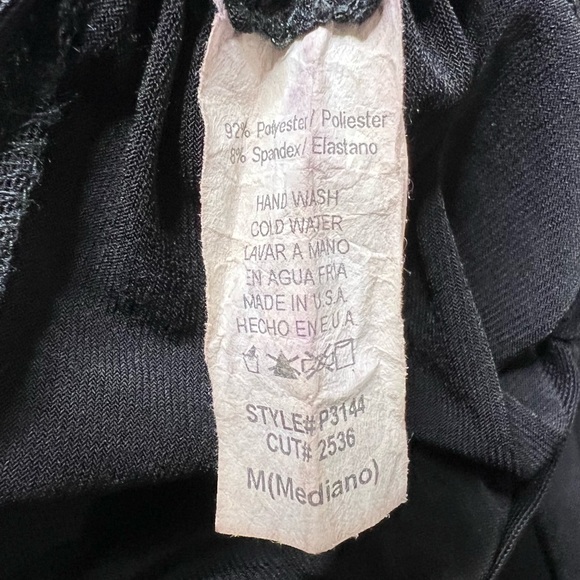 92% Polyester/ Poliester
8% Spandex/ Elastano
HAND WASH
COLD WATER
LAVAR A MANO
EN AGUA FRIA
MADE IN U.S.A.
HECHO EN E.U.A.
STYLE# P3144
CUT# 2536
M(Mediano)